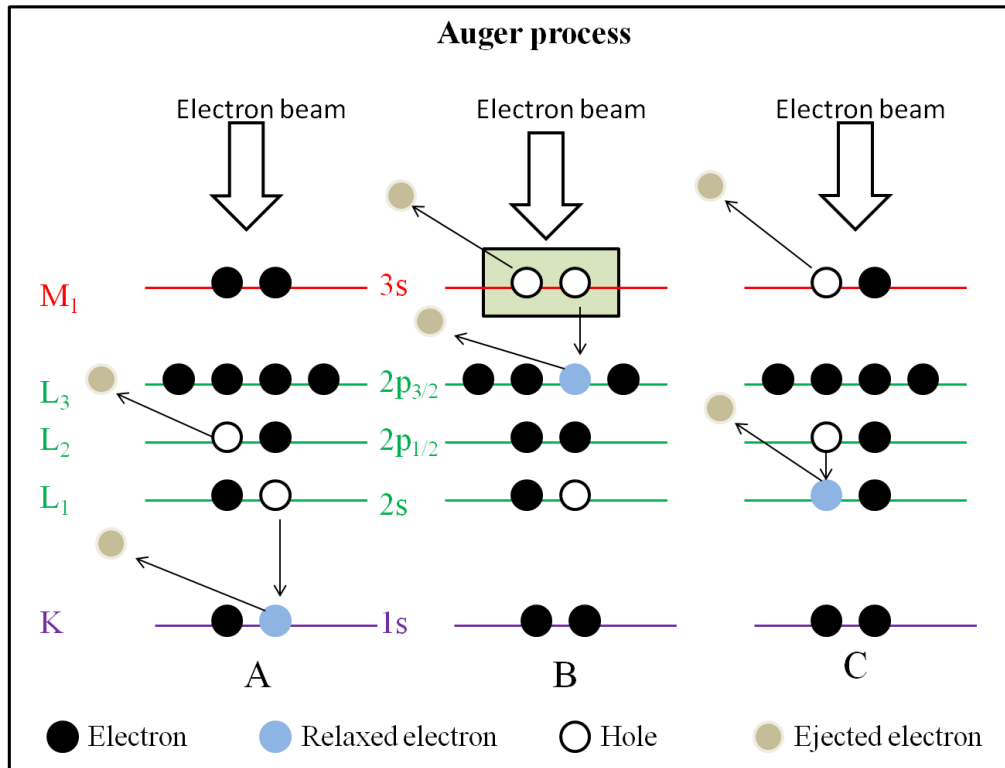 Auger process
Electron beam Electron beam Electron beam
M1 3s
L3 2p3/2
L2 2p1/2
L1 2s
K 1s
A B C
Electron Relaxed electron Hole Ejected electron